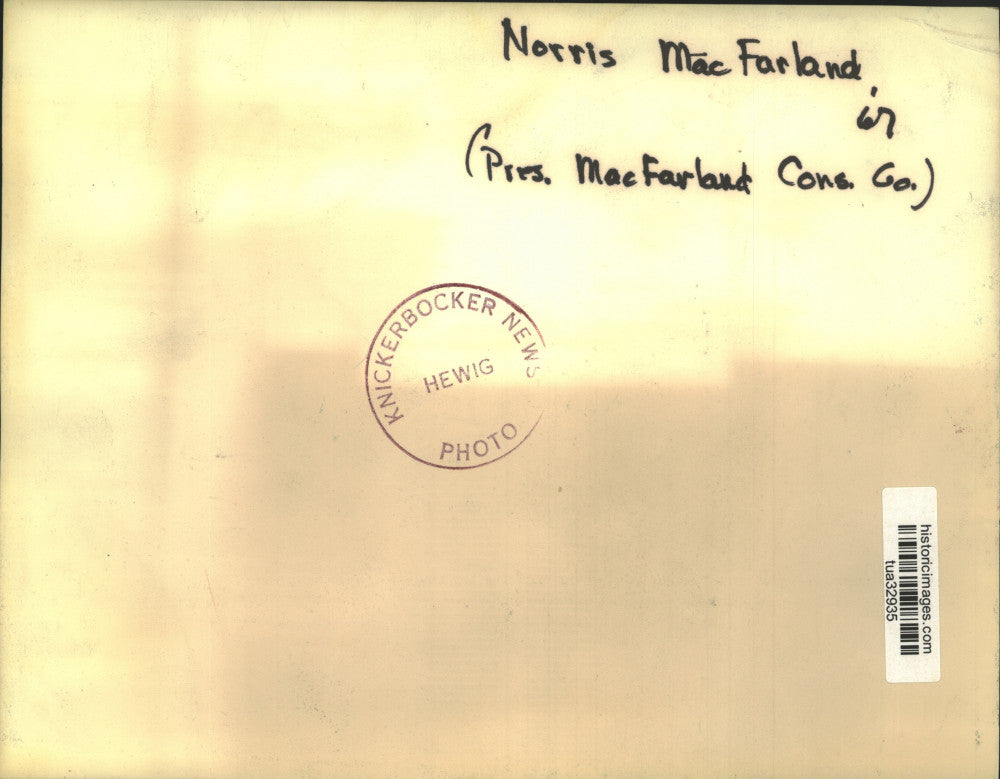 Norris MacFarland
'67
(Pres. MacFarland Cons. Co.)
KNICKERBOCKER NEWS
HEWIG
PHOTO
historicimages.com
tua32935